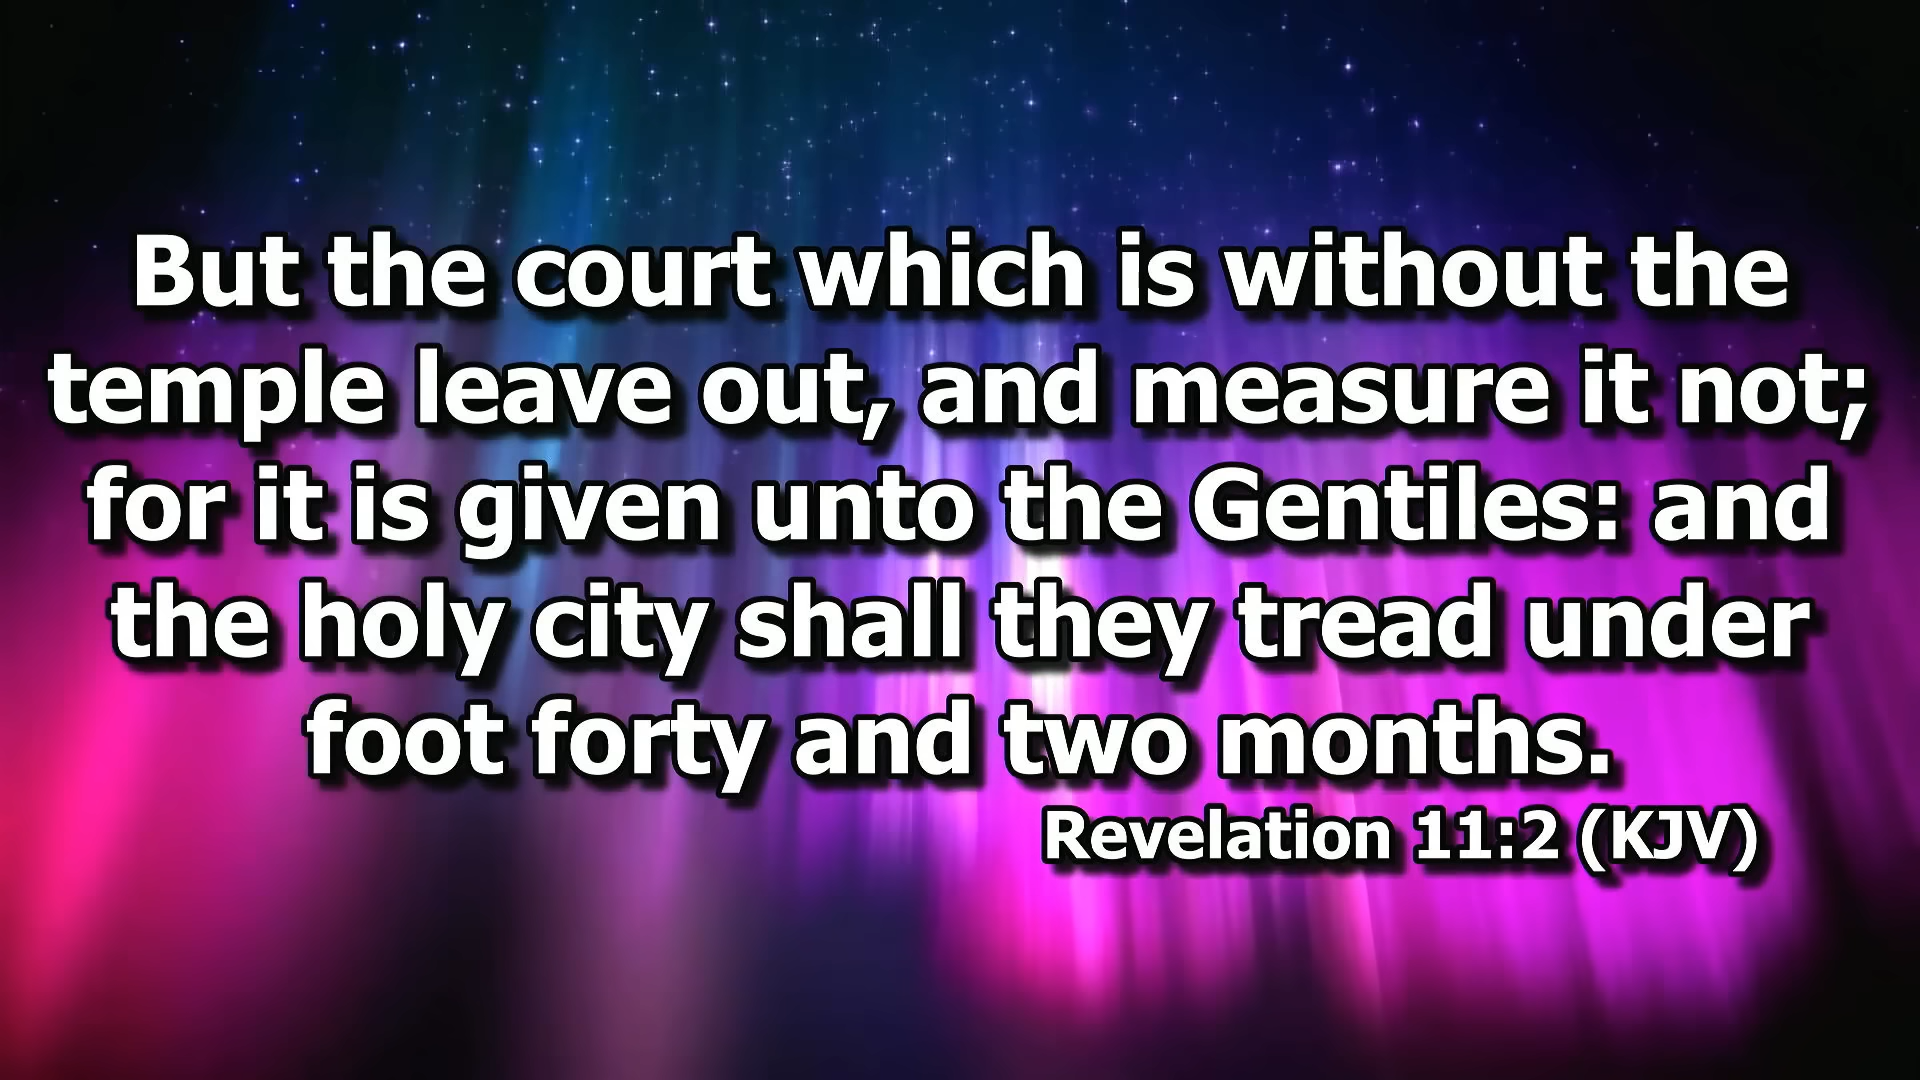 But the court which is without the
temple leave out, and measure it not;
for it is given unto the Gentiles: and
the holy city shall they tread under
foot forty and two months.
Revelation 11:2 (KJV)